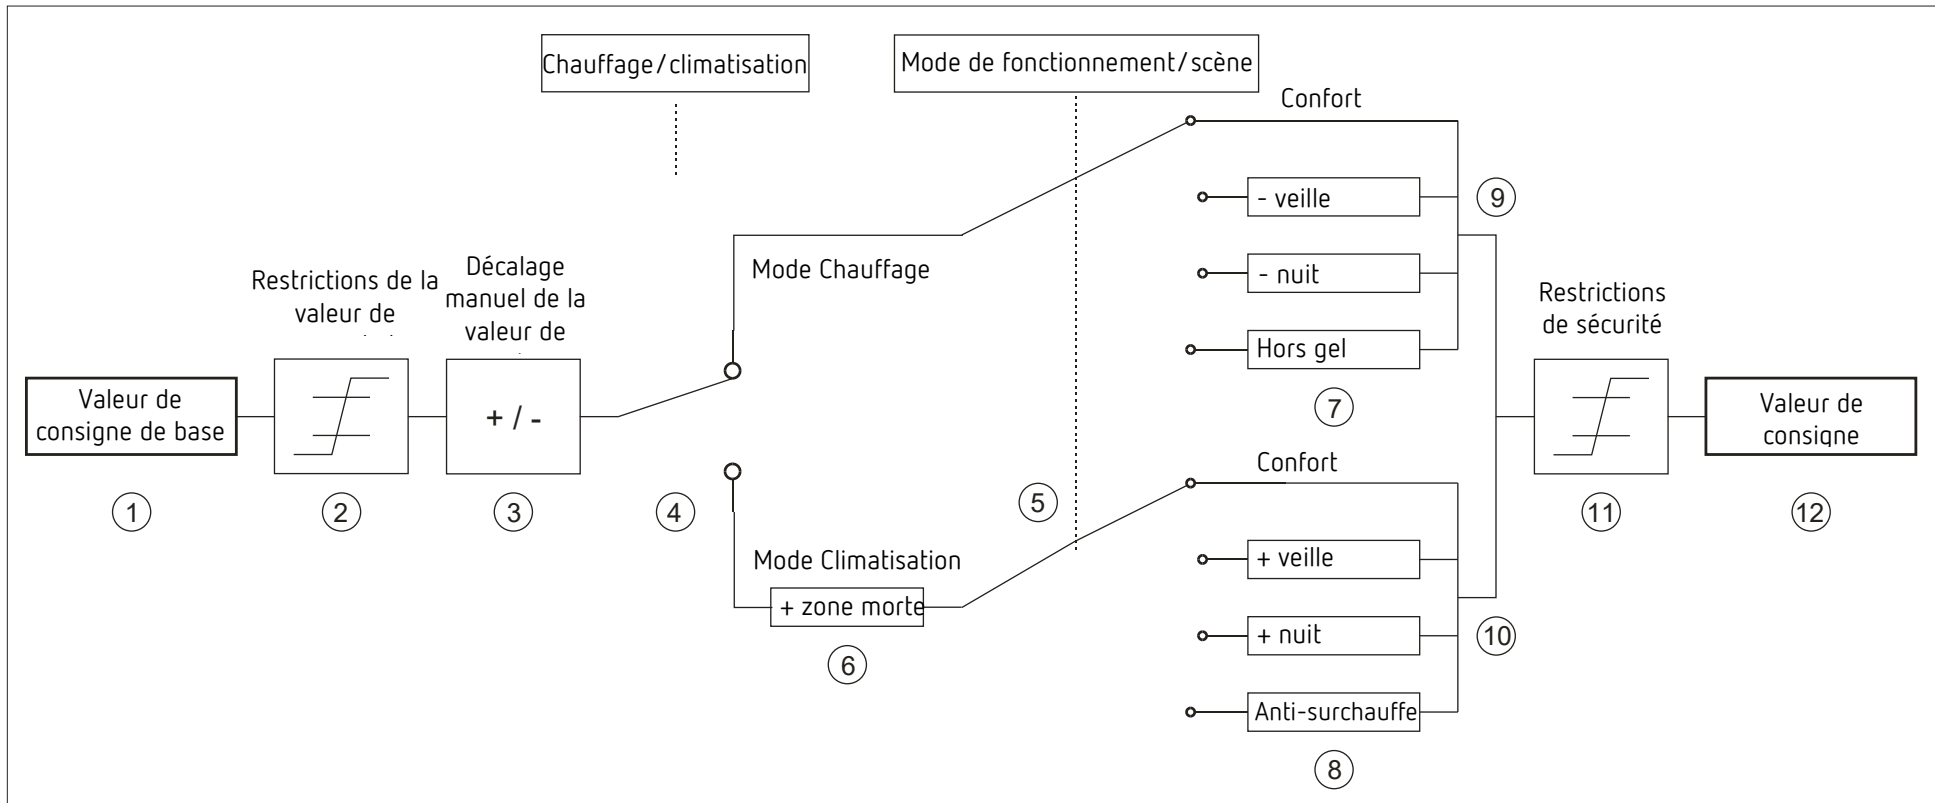 Chauffage/climatisation
Mode de fonctionnement/scène
Confort
- veille
9
- nuit
Mode Chauffage
Restrictions de la
valeur de
Décalage
manuel de la
valeur de
Restrictions
de sécurité
Hors gel
7
Valeur de
consigne de base
+ / -
Valeur de
consigne
Confort
1
2
3
4
5
11
12
Mode Climatisation
+ zone morte
6
+ veille
+ nuit
10
Anti-surchauffe
8